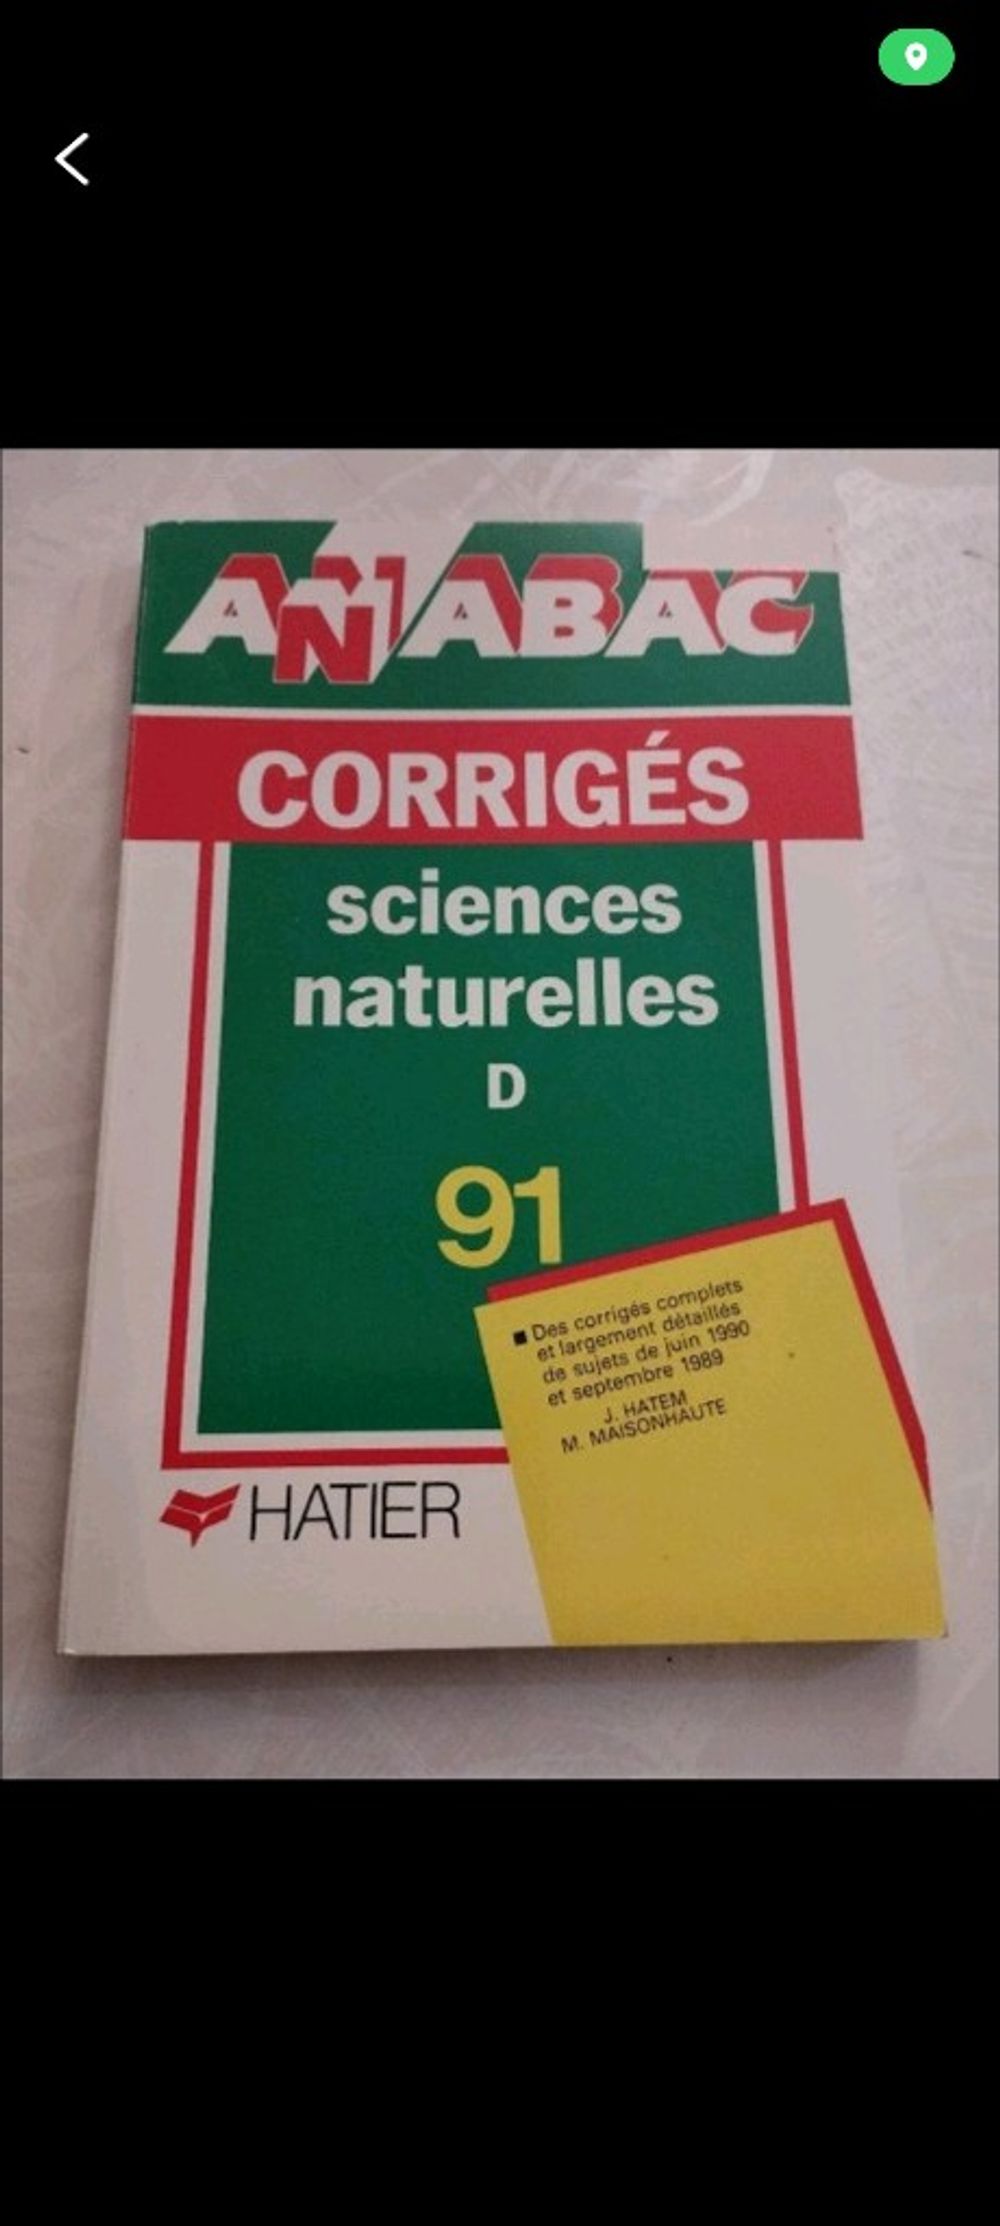 ANNABAC
CORRIGÉS
sciences
naturelles
D
91
■ Des corrigés complets
et largement détaillés
de sujets de juin 1990
et septembre 1989
J. HATEM
M. MAISONHAUTE
HATIER